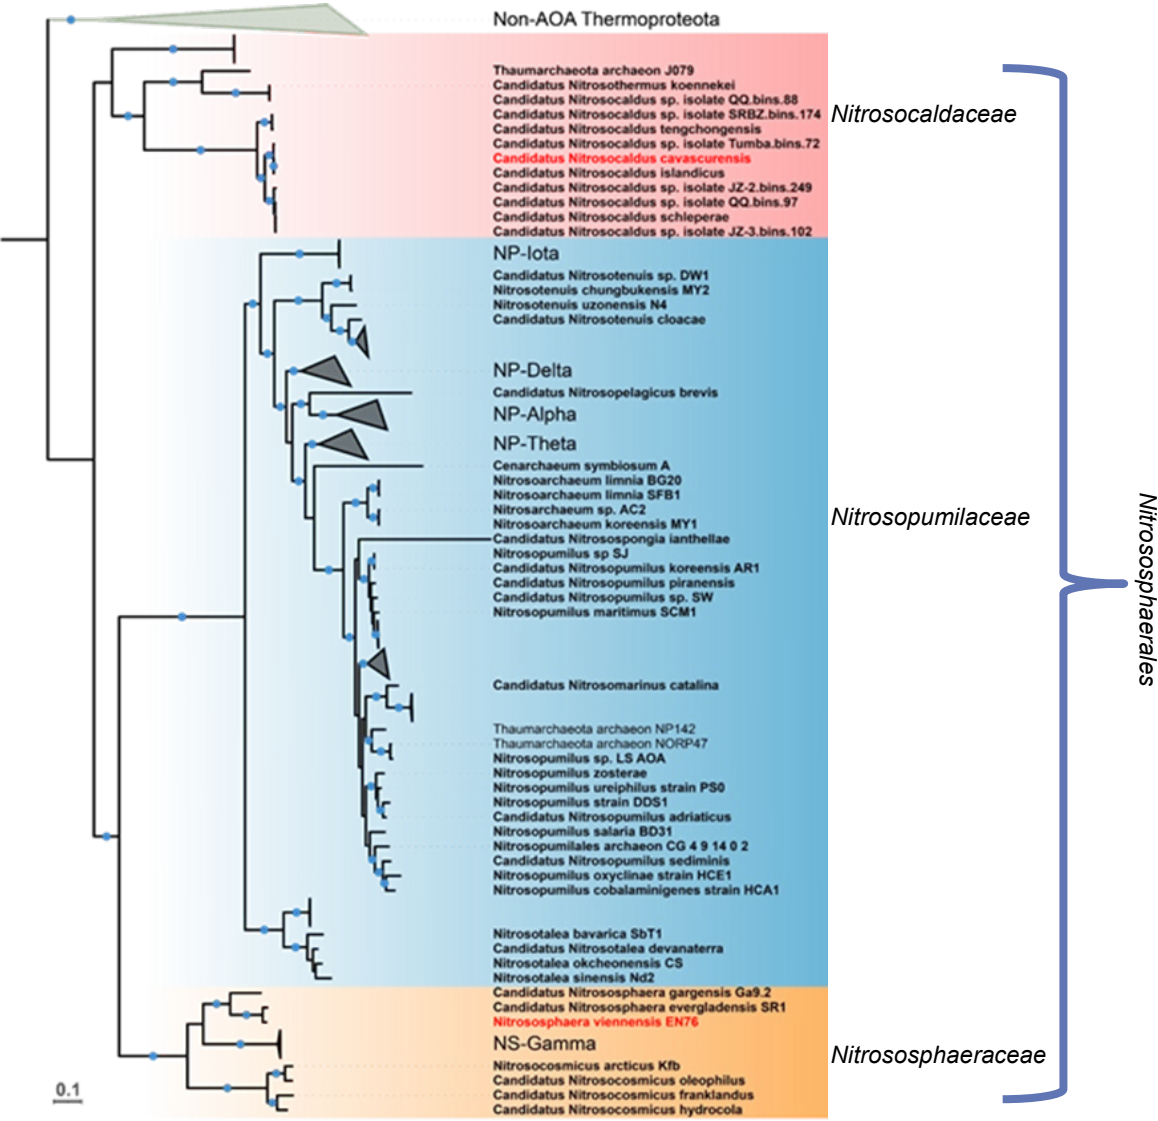 Non-AOA Thermoproteota
Thaumarchaeota archaeon J079
Candidatus Nitrosothermus koennekei
Candidatus Nitrosocaldus sp. isolate QQ.bins.88
Candidatus Nitrosocaldus sp. isolate SRBZ.bins.174
Candidatus Nitrosocaldus tengchongensis
Candidatus Nitrosocaldus sp. isolate Tumba.bins.72
Candidatus Nitrosocaldus cavascurensis
Candidatus Nitrosocaldus islandicus
Candidatus Nitrosocaldus sp. isolate JZ-2.bins.249
Candidatus Nitrosocaldus sp. isolate QQ.bins.97
Candidatus Nitrosocaldus schleperae
Candidatus Nitrosocaldus sp. isolate JZ-3.bins.102
Nitrosocaldaceae
NP-Iota
Candidatus Nitrosotenuis sp. DW1
Nitrosotenuis chungbukensis MY2
Nitrosotenuis uzonensis N4
Candidatus Nitrosotenuis cloacae
NP-Delta
Candidatus Nitrosopelagicus brevis
NP-Alpha
NP-Theta
Cenarchaeum symbiosum A
Nitrosoarchaeum limnia BG20
Nitrosoarchaeum limnia SFB1
Nitrosarchaeum sp. AC2
Nitrosoarchaeum koreensis MY1
Candidatus Nitrosospongia ianthellae
Nitrosopumilus sp SJ
Candidatus Nitrosopumilus koreensis AR1
Candidatus Nitrosopumilus piranensis
Candidatus Nitrosopumilus sp. SW
Nitrosopumilus maritimus SCM1
Candidatus Nitrosomarinus catalina
Thaumarchaeota archaeon NP142
Thaumarchaeota archaeon NORP47
Nitrosopumilus sp. LS AOA
Nitrosopumilus zosterae
Nitrosopumilus ureiphilus strain PS0
Nitrosopumilus strain DDS1
Candidatus Nitrosopumilus adriaticus
Nitrosopumilus salaria BD31
Nitrosopumilales archaeon CG 4 9 14 0 2
Candidatus Nitrosopumilus sediminis
Nitrosopumilus oxyclinae strain HCE1
Nitrosopumilus cobalaminigenes strain HCA1
Nitrosotalea bavarica SbT1
Candidatus Nitrosotalea devanaterra
Nitrosotalea okcheonensis CS
Nitrosotalea sinensis Nd2
Nitrosopumilaceae
Candidatus Nitrososphaera gargensis Ga9.2
Candidatus Nitrososphaera evergladensis SR1
Nitrososphaera viennensis EN76
NS-Gamma
Nitrosocosmicus arcticus Kfb
Candidatus Nitrosocosmicus oleophilus
Candidatus Nitrosocosmicus franklandus
Candidatus Nitrosocosmicus hydrocola
Nitrososphaeraceae
Nitrososphaerales
0.1